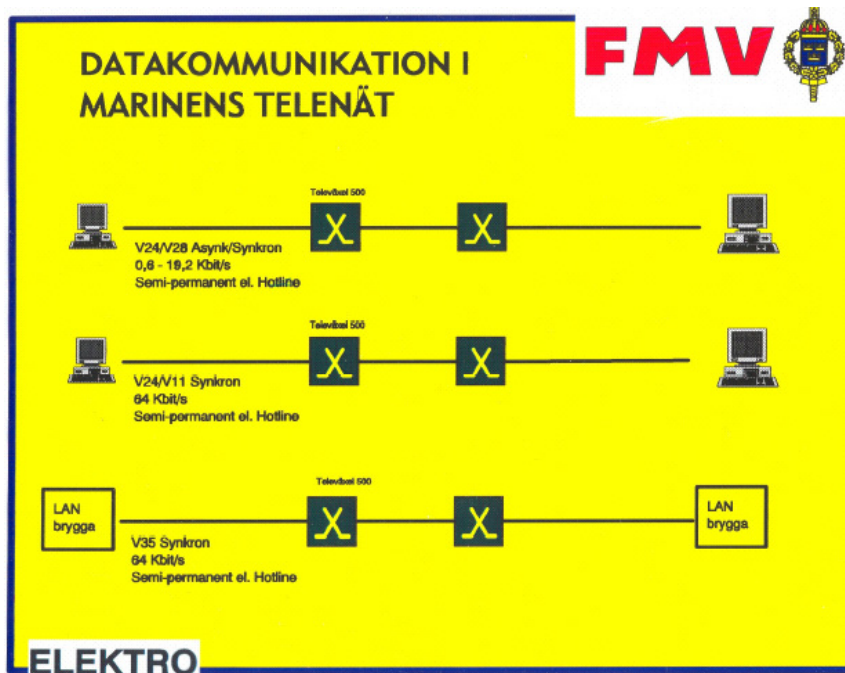 DATAKOMMUNIKATION I
MARINENS TELENÄT
FMV
Televäxel 500
V24/V28 Asynk/Synkron
0,6 - 19,2 Kbit/s
Semi-permanent el. Hotline
Televäxel 500
V24/V11 Synkron
64 Kbit/s
Semi-permanent el. Hotline
Televäxel 500
LAN
brygga
V35 Synkron
64 Kbit/s
Semi-permanent el. Hotline
LAN
brygga
ELEKTRO